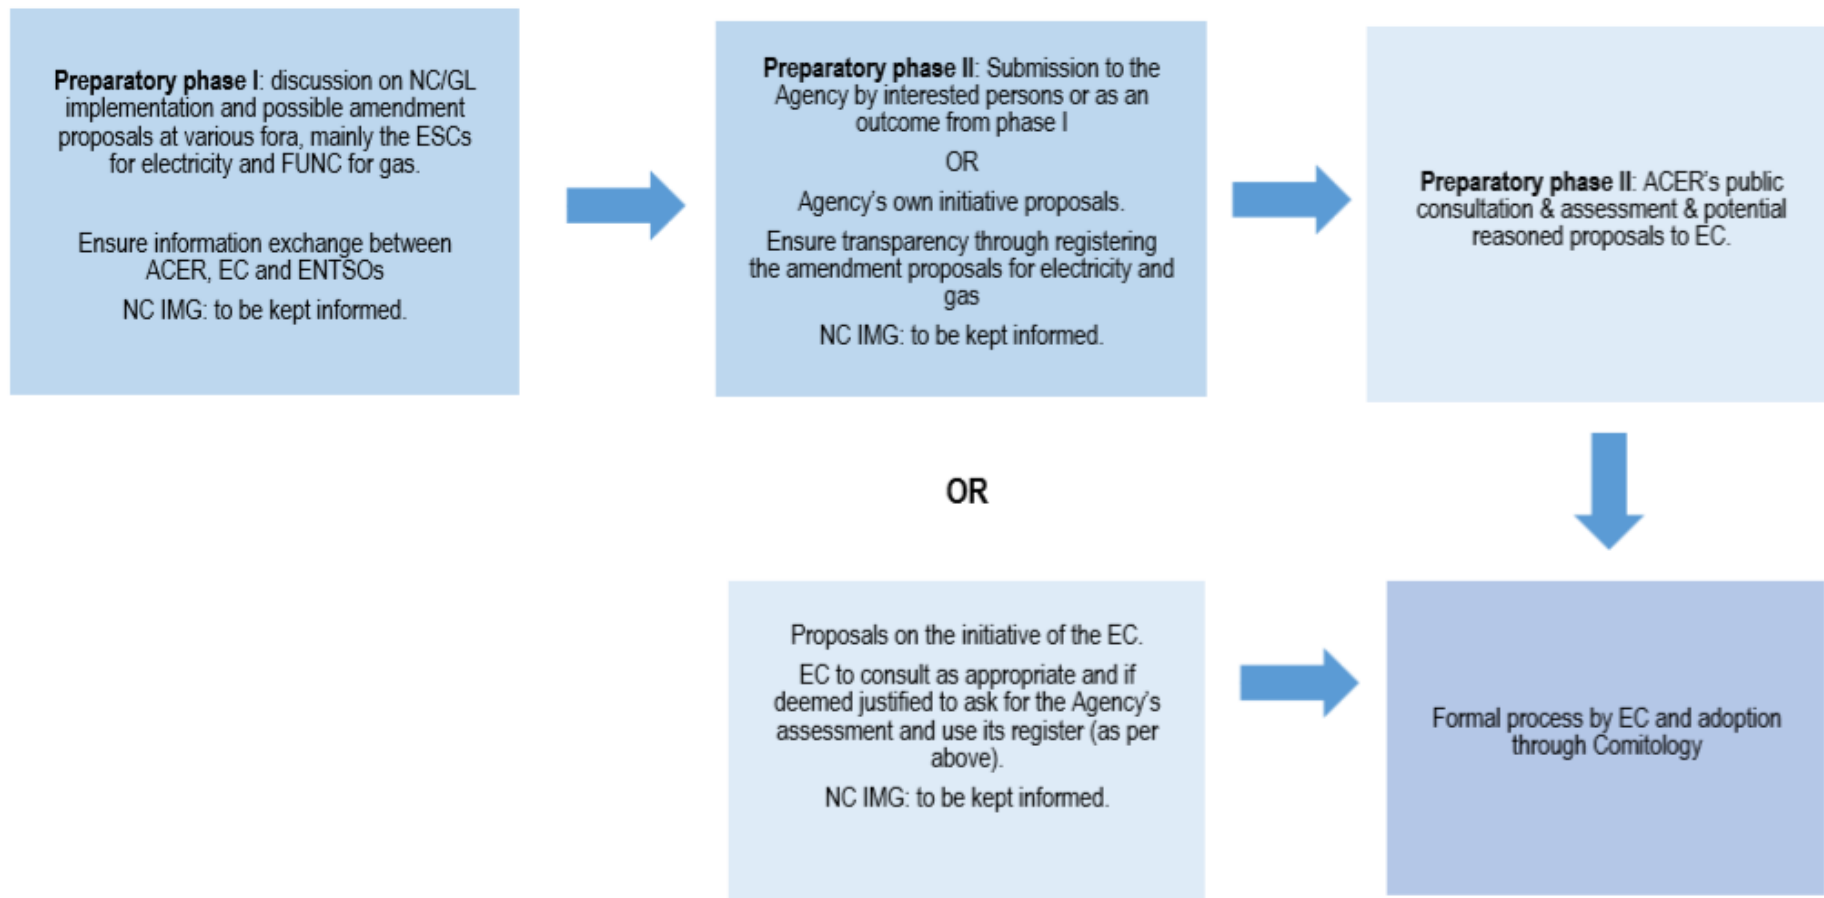 Preparatory phase I: discussion on NC/GL
implementation and possible amendment
proposals at various fora, mainly the ESCs
for electricity and FUNC for gas.
Ensure information exchange between
ACER, EC and ENTSOs
NC IMG: to be kept informed.
Preparatory phase II: Submission to the
Agency by interested persons or as an
outcome from phase I
OR
Agency's own initiative proposals.
Ensure transparency through registering
the amendment proposals for electricity and
gas
NC IMG: to be kept informed.
Preparatory phase II: ACER's public
consultation & assessment & potential
reasoned proposals to EC.
OR
Proposals on the initiative of the EC.
EC to consult as appropriate and if
deemed justified to ask for the Agency's
assessment and use its register (as per
above).
NC IMG: to be kept informed.
Formal process by EC and adoption
through Comitology